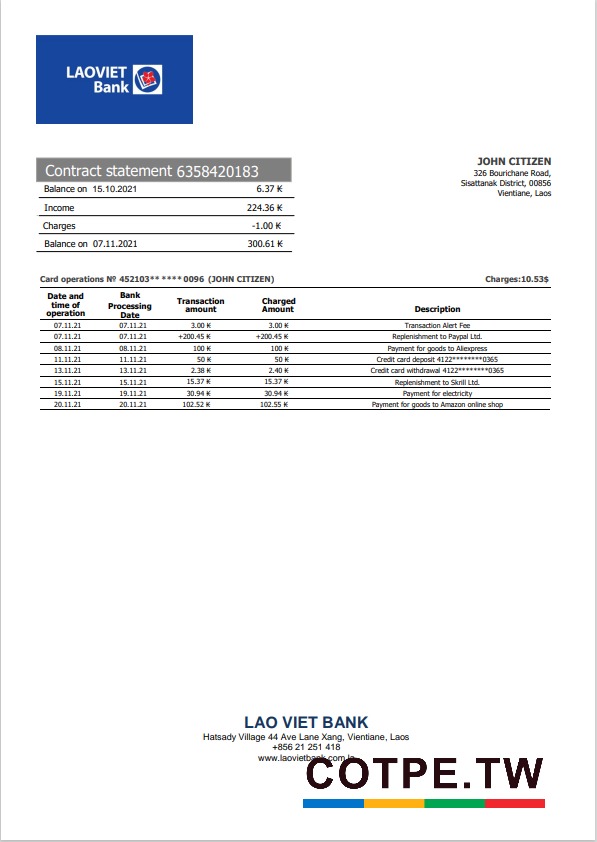 LAOVIET
Bank
Contract statement 6358420183
Balance on 15.10.2021 6.37 ₭
Income 224.36 ₭
Charges -1.00 ₭
Balance on 07.11.2021 300.61 ₭
JOHN CITIZEN
326 Bourichane Road,
Sisattanak District, 00856
Vientiane, Laos
Card operations № 452103** ****0096 (JOHN CITIZEN) Charges:10.53$
Date and time of operation Bank Processing Date Transaction amount Charged Amount Description
07.11.21 07.11.21 3.00 ₭ 3.00 ₭ Transaction Alert Fee
07.11.21 07.11.21 +200.45 ₭ +200.45 ₭ Replenishment to Paypal Ltd.
08.11.21 08.11.21 100 ₭ 100 ₭ Payment for goods to Aliexpress
11.11.21 11.11.21 50 ₭ 50 ₭ Credit card deposit 4122********0365
13.11.21 13.11.21 2.38 ₭ 2.40 ₭ Credit card withdrawal 4122********0365
15.11.21 15.11.21 15.37 ₭ 15.37 ₭ Replenishment to Skrill Ltd.
19.11.21 19.11.21 30.94 ₭ 30.94 ₭ Payment for electricity
20.11.21 20.11.21 102.52 ₭ 102.55 ₭ Payment for goods to Amazon online shop
LAO VIET BANK
Hatsady Village 44 Ave Lane Xang, Vientiane, Laos
+856 21 251 418
www.laovietbank.com.la
COTPE.TW